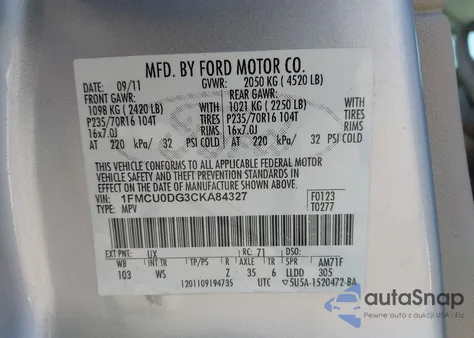 MFD. BY FORD MOTOR CO.
DATE: 09/11 GVWR: 2050 KG (4520 LB)
FRONT GAWR: REAR GAWR:
1098 KG (2420 LB) WITH 1021 KG (2250 LB) WITH
P235/70R16 104T TIRES P235/70R16 104T TIRES
16x7.0J RIMS 16x7.0J RIMS
AT 220 kPa/ 32 PSI COLD AT 220 kPa/ 32 PSI COLD
THIS VEHICLE CONFORMS TO ALL APPLICABLE FEDERAL MOTOR
VEHICLE SAFETY AND THEFT PREVENTION STANDARDS IN
EFFECT ON THE DATE OF MANUFACTURE SHOWN ABOVE.
VIN: 1FMCU0DG3CKA84327 F0123
TYPE: MPV T0277
EXT PNT: UX RC: 71 DSO:
WB INT TR TP/PS R AXLE TR SPR AM71F
103 WS Z 35 6 LLDD 305
1201109194735 UTC 5U5A-1520472-BA
autoSnap
Pewne auta z aukcji USA i EU